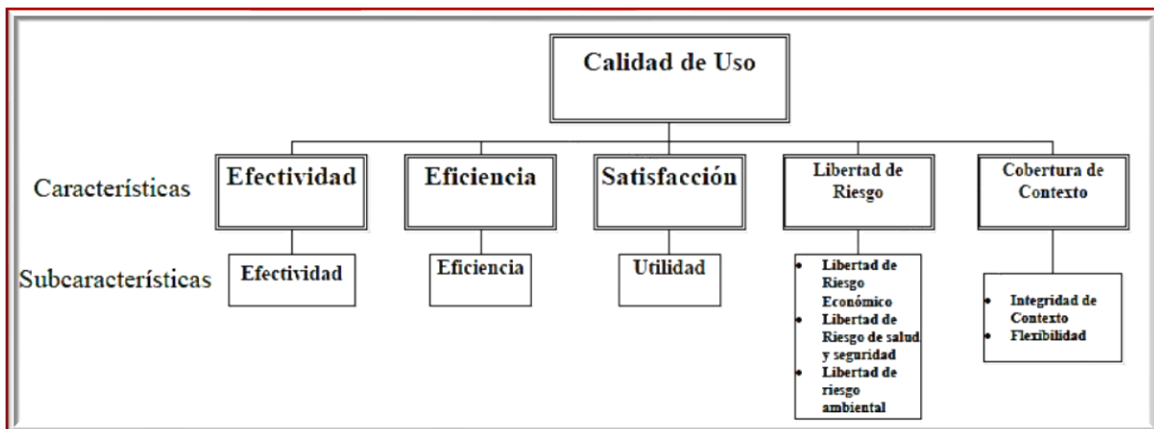 Calidad de Uso
Características
Efectividad
Eficiencia
Satisfacción
Libertad de
Riesgo
Cobertura de
Contexto
Subcaracterísticas
Efectividad
Eficiencia
Utilidad
• Libertad de
Riesgo
Económico
• Libertad de
Riesgo de salud
y seguridad
• Libertad de
riesgo
ambiental
• Integridad de
Contexto
• Flexibilidad